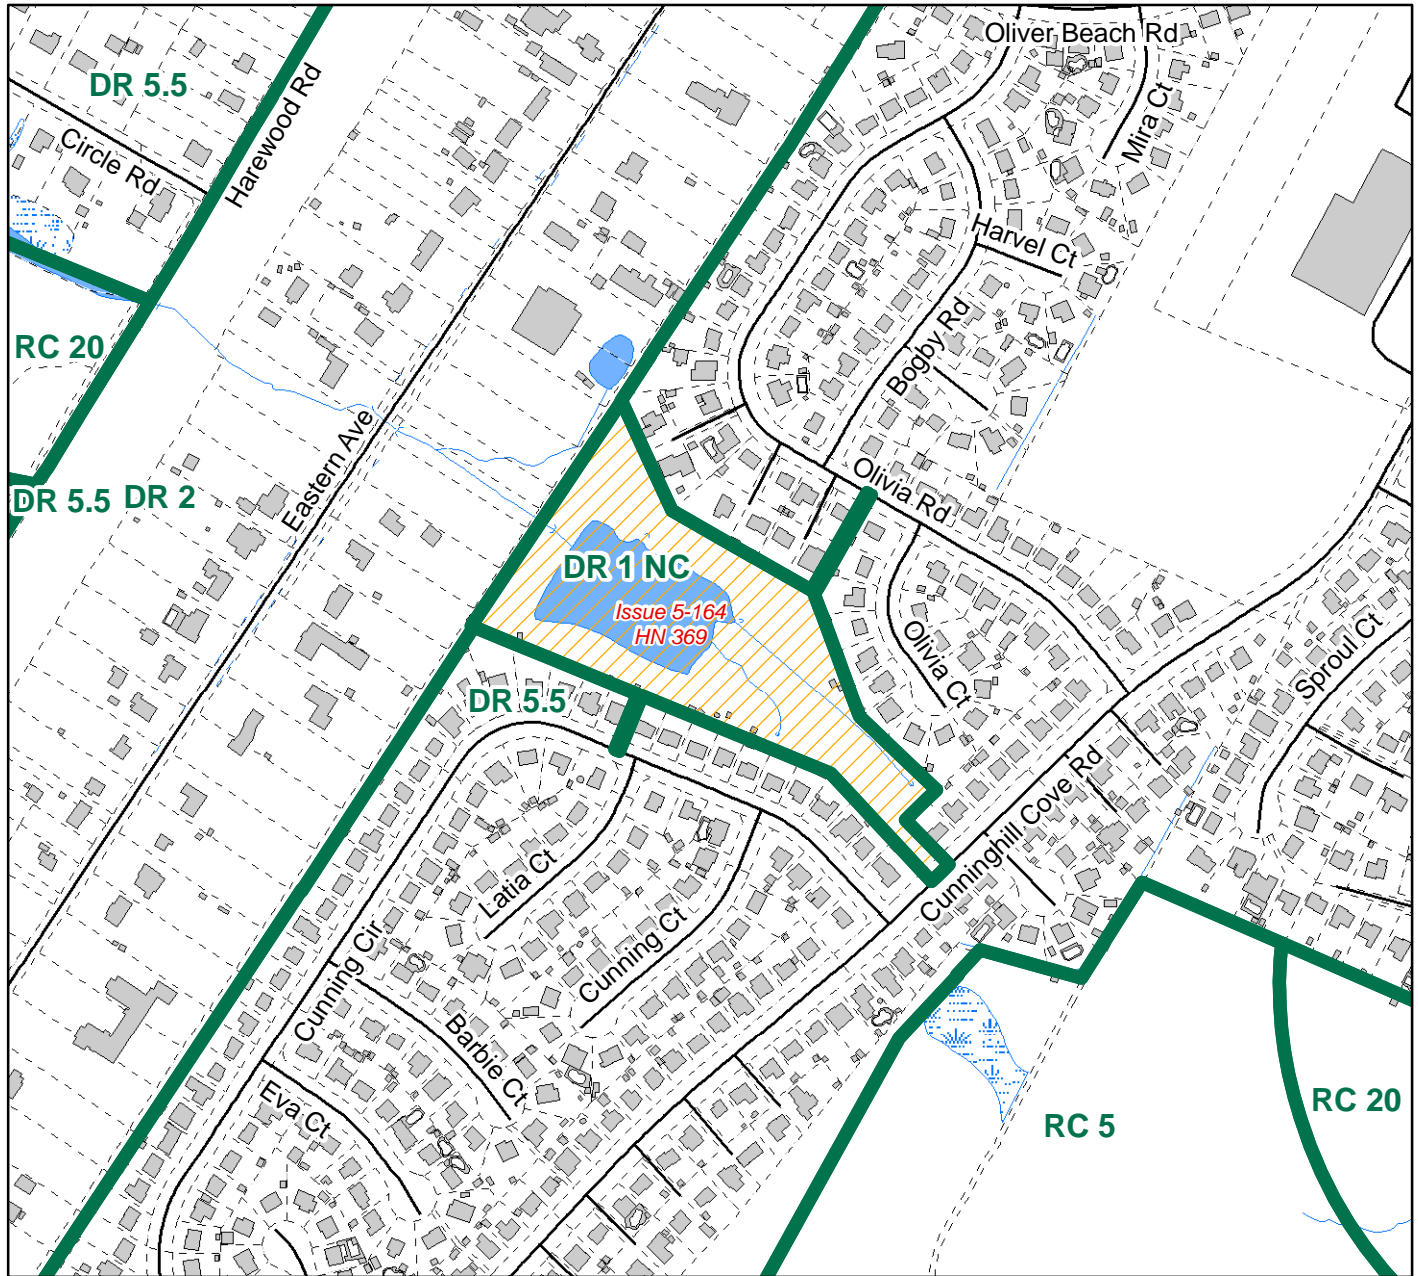 Oliver Beach Rd
DR 5.5
Harewood Rd
Mira Ct
Circle Rd
Harvel Ct
RC 20
Bogby Rd
Eastern Ave
Olivia Rd
DR 5.5
DR 2
DR 1 NC
Issue 5-164
HN 369
Olivia Ct
Sproul Ct
DR 5.5
Cunninghill Cove Rd
Latia Ct
Cunning Ct
Cunning Cir
Barbie Ct
Eva Ct
RC 5
RC 20